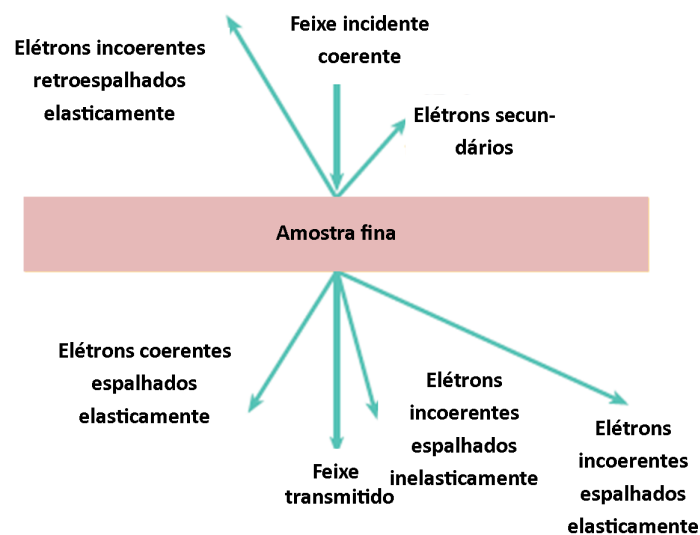 Elétrons incoerentes
retroespalhados
elasticamente
Feixe incidente
coerente
Elétrons secun-
dários
Amostra fina
Elétrons coerentes
espalhados
elasticamente
Feixe
transmitido
Elétrons
incoerentes
espalhados
inelasticamente
Elétrons
incoerentes
espalhados
elasticamente